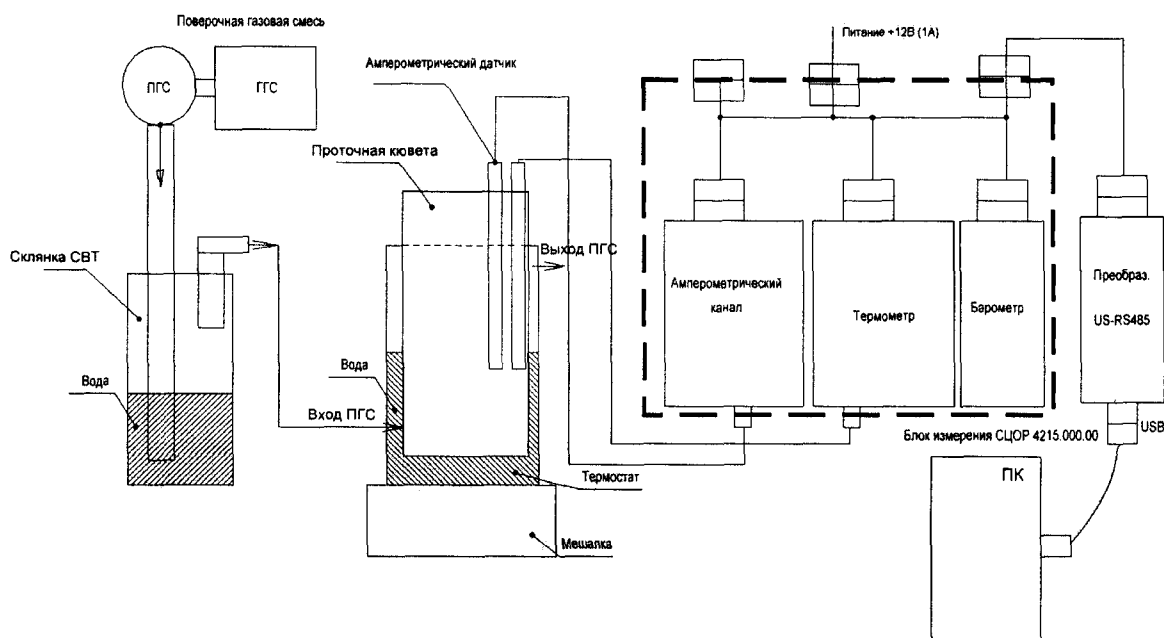 Поверочная газовая смесь
ПГС
ГГС
Амперометрический датчик
Питание +12В (1А)
Проточная кювета
Склянка СВТ
Выход ПГС
Амперометрический
канал
Термометр
Барометр
Преобраз.
US-RS485
Вода
Вода
Вход ПГС
USB
Блок измерения СЦОР 4215.000.00
Термостат
ПК
Мешалка